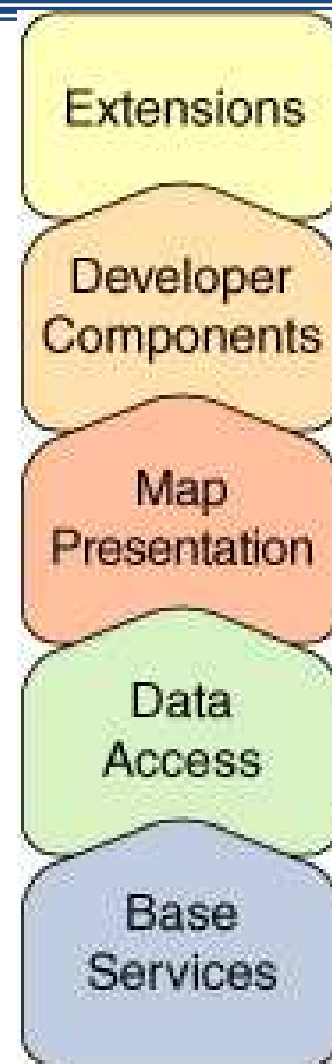 Extensions
Developer
Components
Map
Presentation
Data
Access
Base
Services